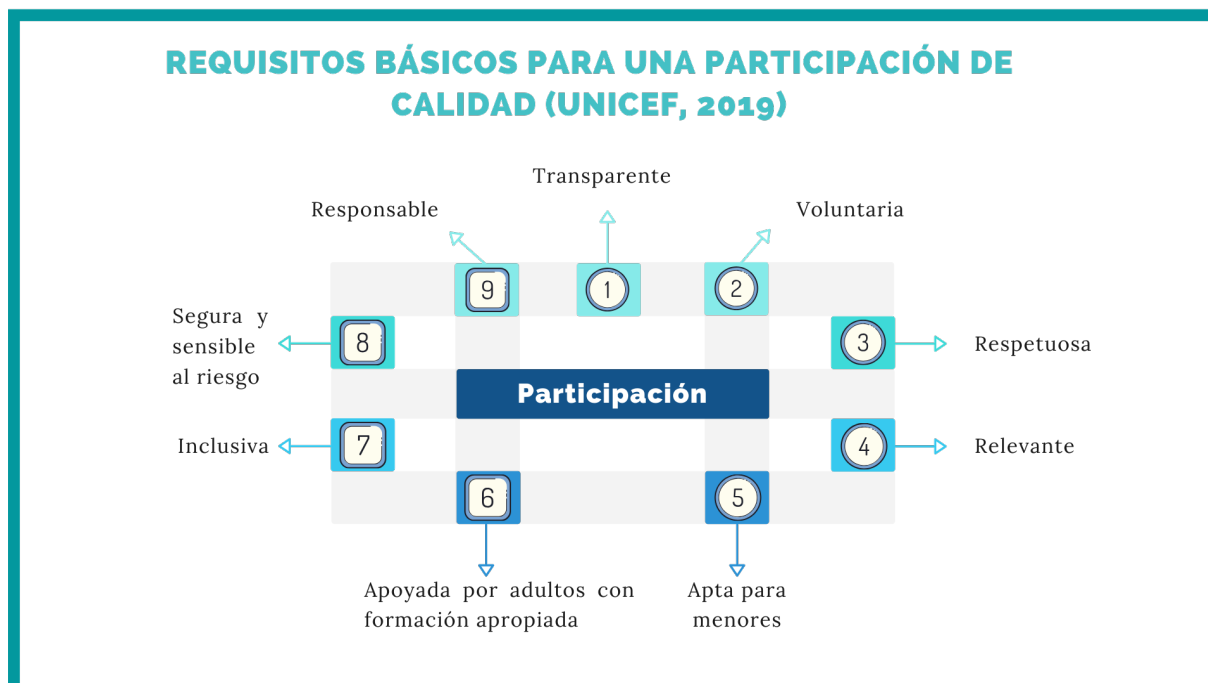 REQUISITOS BÁSICOS PARA UNA PARTICIPACIÓN DE
CALIDAD (UNICEF, 2019)
Transparente
Responsable
Voluntaria
9
1
2
Segura y
sensible
al riesgo
8
3
Respetuosa
Participación
Inclusiva
7
4
Relevante
6
5
Apoyada por adultos con
formación apropiada
Apta para
menores